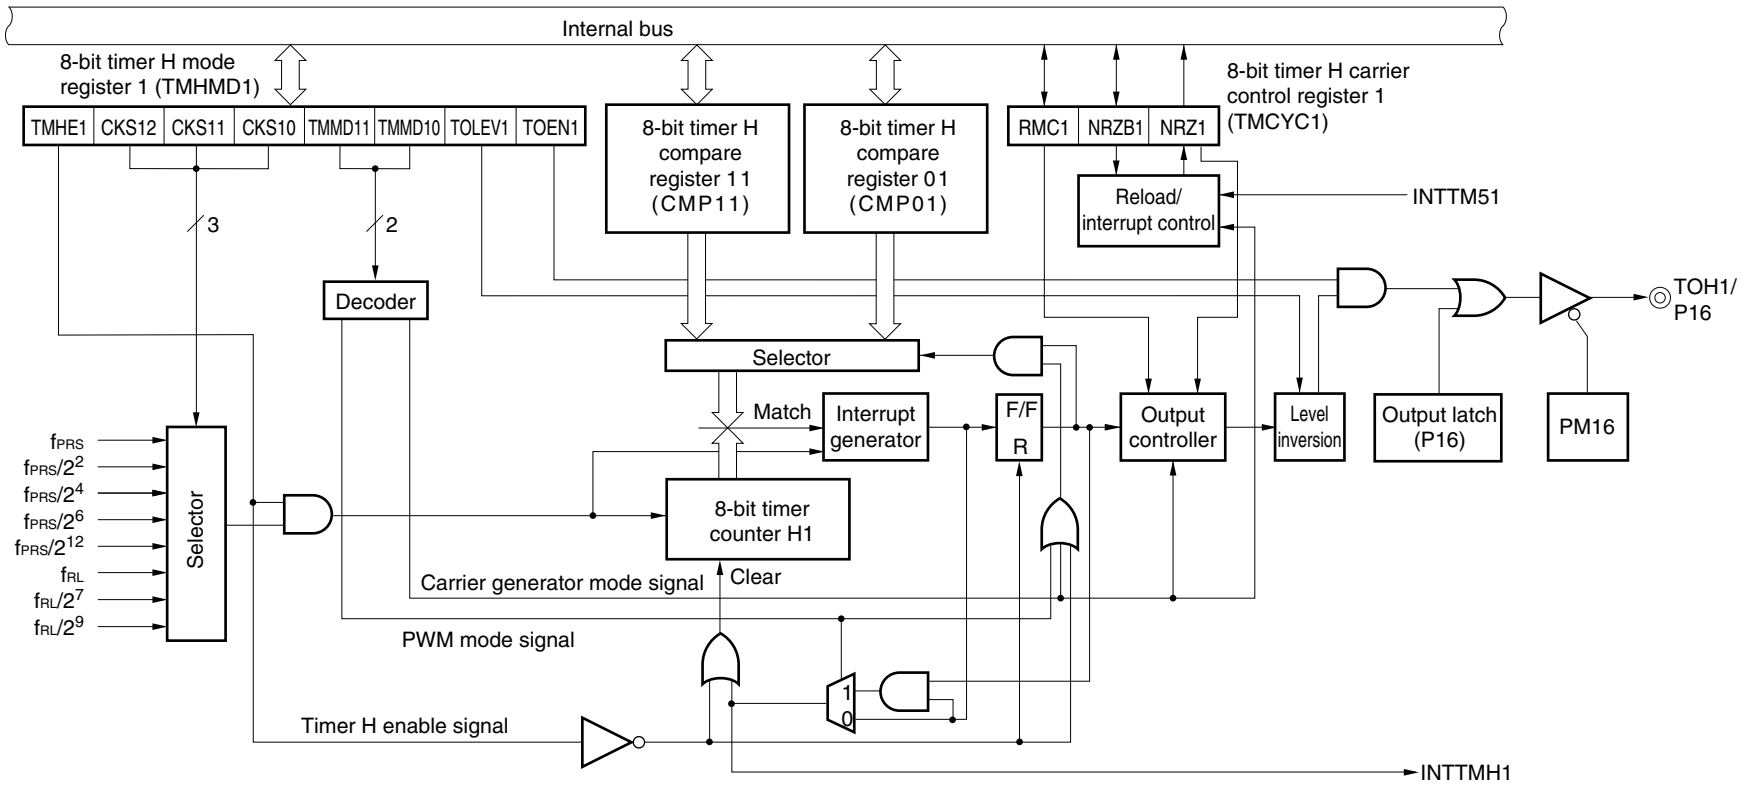 Internal bus
8-bit timer H mode
register 1 (TMHMD1)
8-bit timer H carrier
control register 1
(TMCYC1)
TMHE1 CKS12 CKS11 CKS10 TMMD11 TMMD10 TOLEV1 TOEN1
8-bit timer H
compare
register 11
(CMP11)
8-bit timer H
compare
register 01
(CMP01)
RMC1 NRZB1 NRZ1
Reload/
interrupt control
INTTM51
3
2
Decoder
TOH1/
P16
Selector
Match
Interrupt
generator
F/F
R
Output
controller
Level
inversion
Output latch
(P16)
PM16
fPRS
fPRS/2²
fPRS/2⁴
fPRS/2⁶
fPRS/2¹²
fRL
fRL/2⁷
fRL/2⁹
Selector
8-bit timer
counter H1
Clear
Carrier generator mode signal
PWM mode signal
1
0
Timer H enable signal
INTTMH1